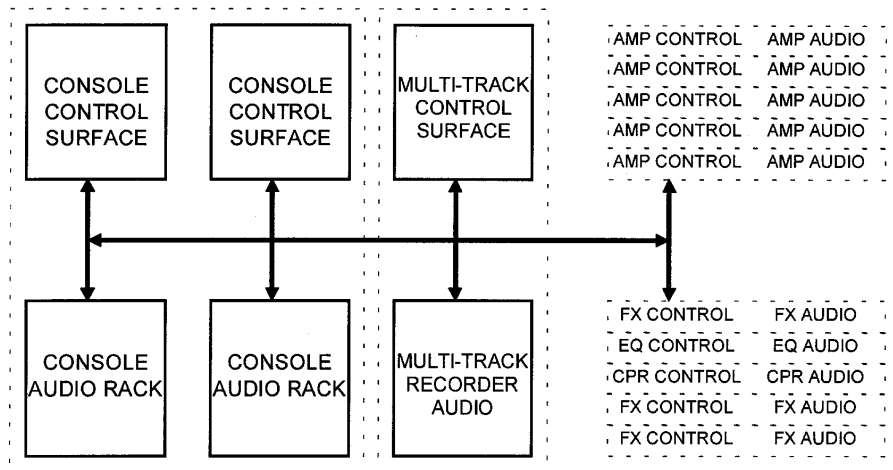 CONSOLE
CONTROL
SURFACE
CONSOLE
CONTROL
SURFACE
MULTI-TRACK
CONTROL
SURFACE
AMP CONTROL AMP AUDIO
AMP CONTROL AMP AUDIO
AMP CONTROL AMP AUDIO
AMP CONTROL AMP AUDIO
AMP CONTROL AMP AUDIO
CONSOLE
AUDIO RACK
CONSOLE
AUDIO RACK
MULTI-TRACK
RECORDER
AUDIO
FX CONTROL FX AUDIO
EQ CONTROL EQ AUDIO
CPR CONTROL CPR AUDIO
FX CONTROL FX AUDIO
FX CONTROL FX AUDIO